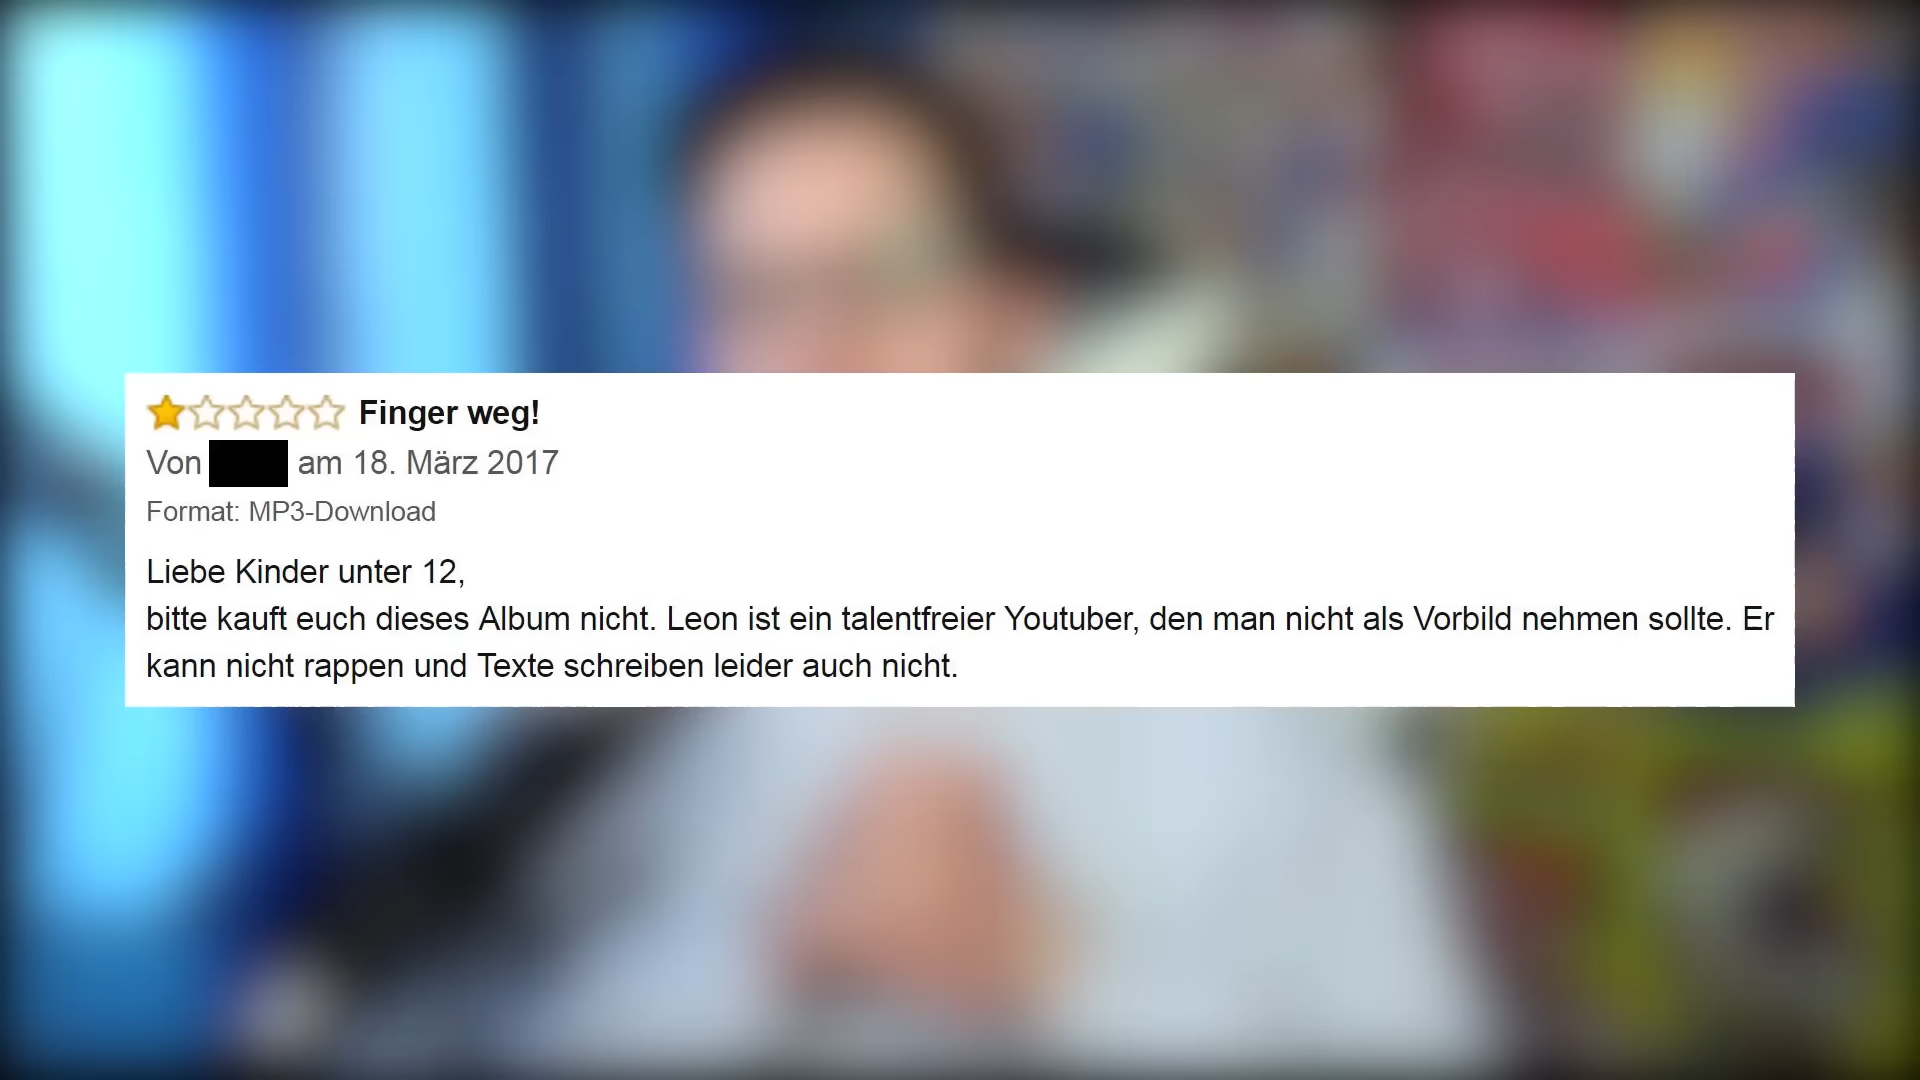 Finger weg!
Von am 18. März 2017
Format: MP3-Download
Liebe Kinder unter 12,
bitte kauft euch dieses Album nicht. Leon ist ein talentfreier Youtuber, den man nicht als Vorbild nehmen sollte. Er
kann nicht rappen und Texte schreiben leider auch nicht.